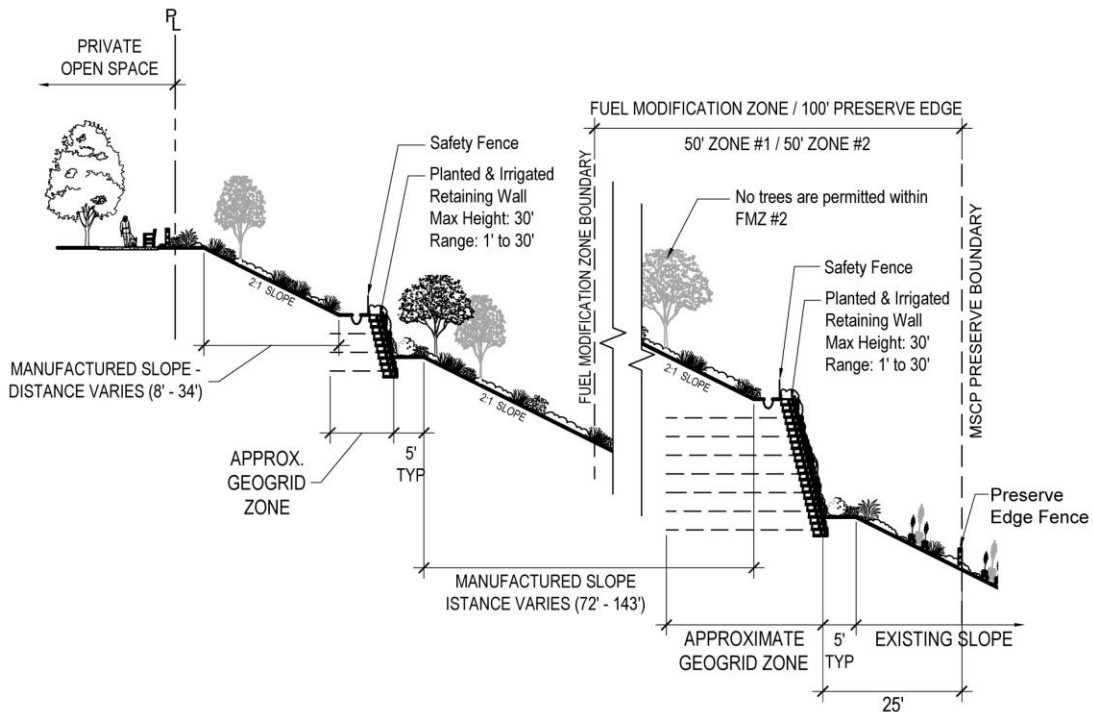 PL
PRIVATE
OPEN SPACE
Safety Fence
Planted & Irrigated
Retaining Wall
Max Height: 30'
Range: 1' to 30'
2:1 SLOPE
MANUFACTURED SLOPE -
DISTANCE VARIES (8' - 34')
2:1 SLOPE
APPROX.
GEOGRID
ZONE
5'
TYP
FUEL MODIFICATION ZONE / 100' PRESERVE EDGE
50' ZONE #1 / 50' ZONE #2
FUEL MODIFICATION ZONE BOUNDARY
No trees are permitted within
FMZ #2
Safety Fence
Planted & Irrigated
Retaining Wall
Max Height: 30'
Range: 1' to 30'
2:1 SLOPE
MSCP PRESERVE BOUNDARY
Preserve
Edge Fence
MANUFACTURED SLOPE
ISTANCE VARIES (72' - 143')
APPROXIMATE
GEOGRID ZONE
5'
TYP
EXISTING SLOPE
25'